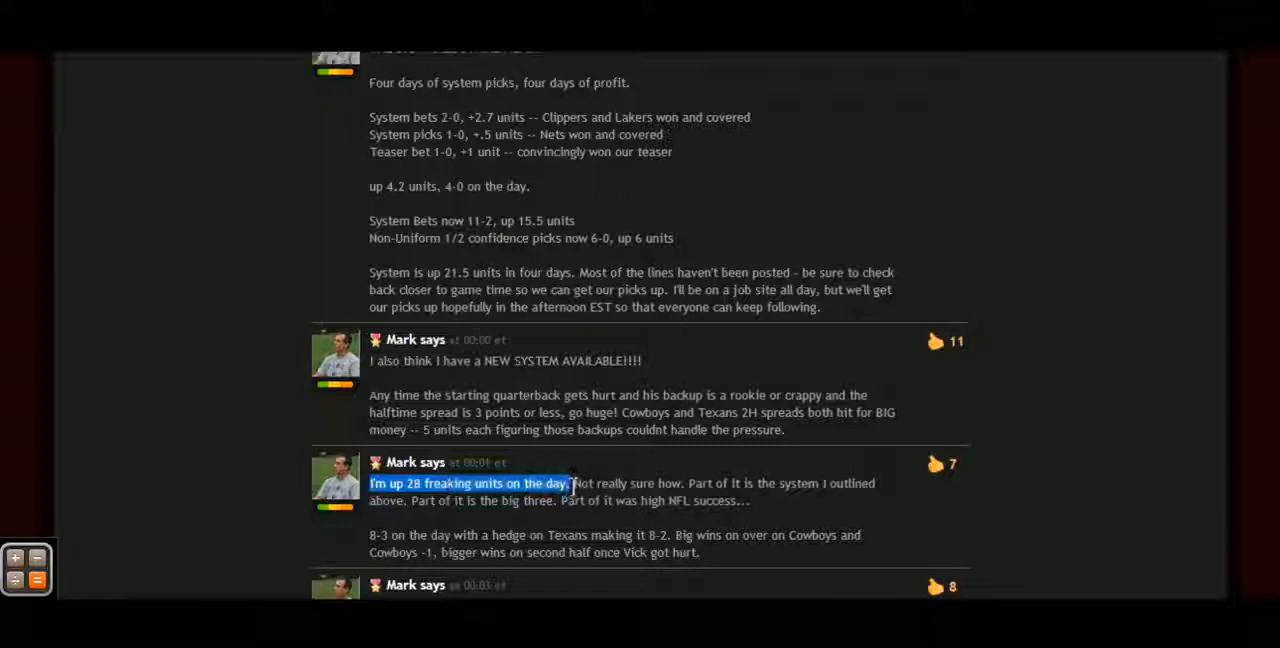 Four days of system picks, four days of profit.
System bets 2-0, +2.7 units -- Clippers and Lakers won and covered
System picks 1-0, +.5 units -- Nets won and covered
Teaser bet 1-0, +1 unit -- convincingly won our teaser
up 4.2 units, 4-0 on the day.
System Bets now 11-2, up 15.5 units
Non-Uniform 1/2 confidence picks now 6-0, up 6 units
System is up 21.5 units in four days. Most of the lines haven't been posted - be sure to check
back closer to game time so we can get our picks up. I'll be on a job site all day, but we'll get
our picks up hopefully in the afternoon EST so that everyone can keep following.
Mark says at 00:00 et 11
I also think I have a NEW SYSTEM AVAILABLE!!!!
Any time the starting quarterback gets hurt and his backup is a rookie or crappy and the
halftime spread is 3 points or less, go huge! Cowboys and Texans 2H spreads both hit for BIG
money -- 5 units each figuring those backups couldnt handle the pressure.
Mark says at 00:01 et 7
I'm up 28 freaking units on the day. Not really sure how. Part of it is the system I outlined
above. Part of it is the big three. Part of it was high NFL success...
8-3 on the day with a hedge on Texans making it 8-2. Big wins on over on Cowboys and
Cowboys -1, bigger wins on second half once Vick got hurt.
Mark says at 00:03 et 8